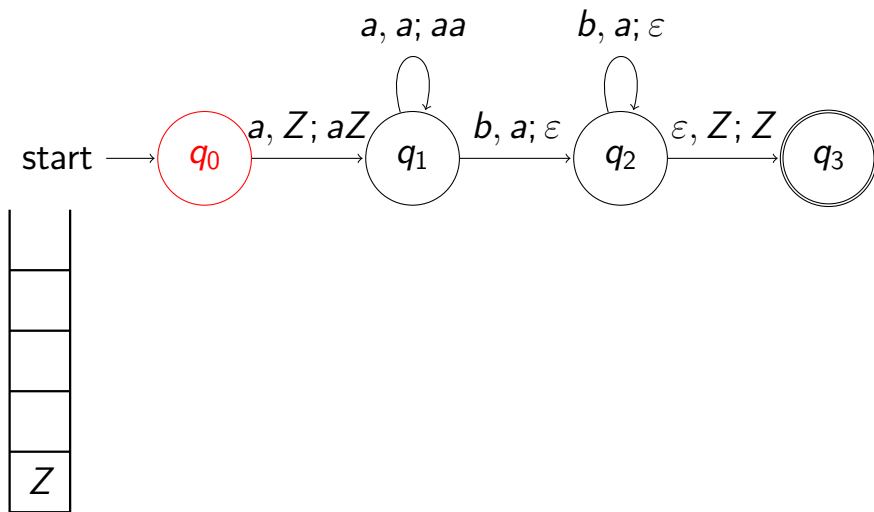 a, a; aa b, a; ε
a, Z; aZ b, a; ε ε, Z; Z
start q₀ q₁ q₂ q₃
Z